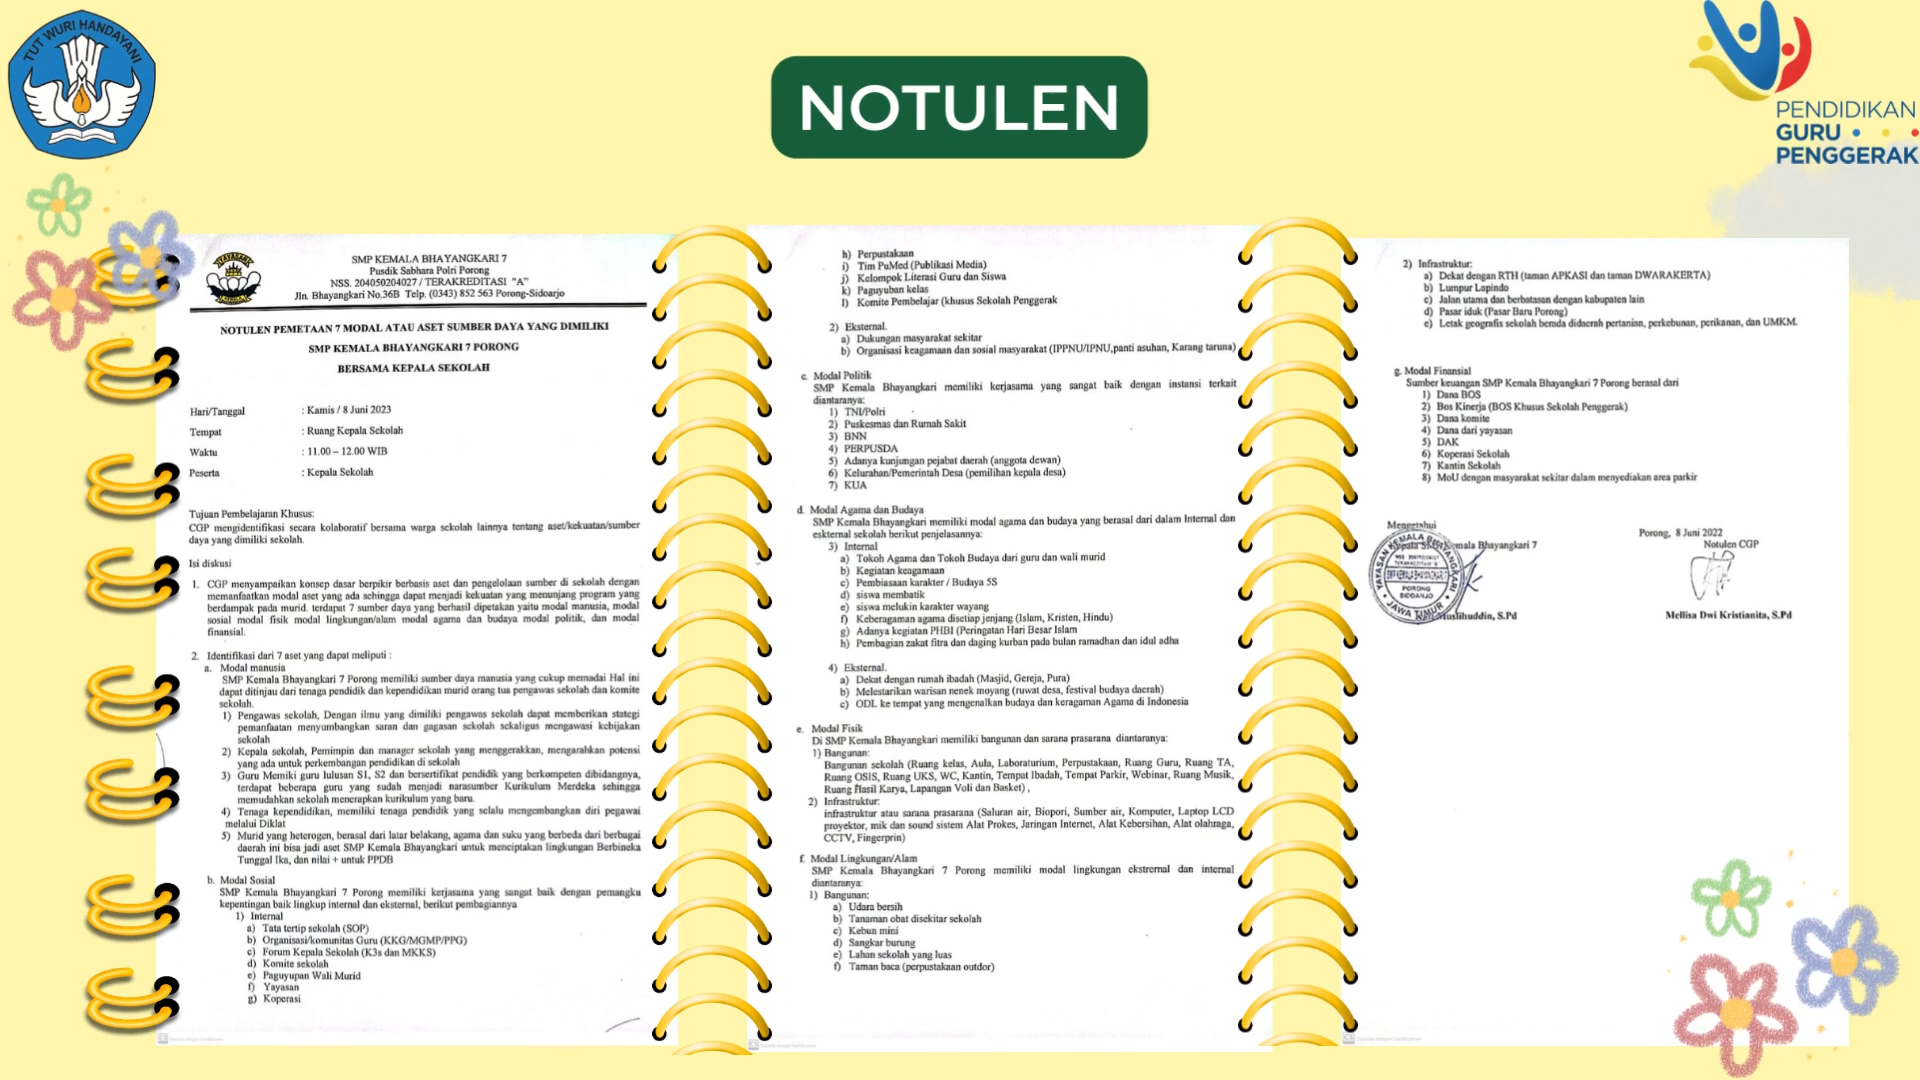 TUT WURI HANDAYANI
NOTULEN
PENDIDIKAN
GURU
PENGGERAK
SMP KEMALA BHAYANGKARI 7
Pusdik Sabhara Polri Porong
NSS. 204050204027 / TERAKREDITASI "A"
Jln. Bhayangkari No.36B Telp. (0343) 852 563 Porong-Sidoarjo
NOTULEN PEMETAAN 7 MODAL ATAU ASET SUMBER DAYA YANG DIMILIKI
SMP KEMALA BHAYANGKARI 7 PORONG
BERSAMA KEPALA SEKOLAH
Hari/Tanggal : Kamis / 8 Juni 2023
Tempat : Ruang Kepala Sekolah
Waktu : 11.00 – 12.00 WIB
Peserta : Kepala Sekolah
Tujuan Pembelajaran Khusus:
CGP mengidentifikasi secara kolaboratif bersama warga sekolah lainnya tentang aset/kekuatan/sumber
daya yang dimiliki sekolah.
Isi diskusi
1. CGP menyampaikan konsep dasar berpikir berbasis aset dan pengelolaan sumber di sekolah dengan
memanfaatkan modal aset yang ada sehingga dapat menjadi kekuatan yang menunjang program yang
berdampak pada murid. terdapat 7 sumber daya yang berhasil dipetakan yaitu modal manusia, modal
sosial modal fisik modal lingkungan/alam modal agama dan budaya modal politik, dan modal
finansial.
2. Identifikasi dari 7 aset yang dapat meliputi :
a. Modal manusia
SMP Kemala Bhayangkari 7 Porong memiliki sumber daya manusia yang cukup memadai Hal ini
dapat ditinjau dari tenaga pendidik dan kependidikan murid orang tua pengawas sekolah dan komite
sekolah.
1) Pengawas sekolah, Dengan ilmu yang dimiliki pengawas sekolah dapat memberikan stategi
pemanfaatan menyumbangkan saran dan gagasan sekolah sekaligus mengawasi kebijakan
sekolah
2) Kepala sekolah, Pemimpin dan manager sekolah yang menggerakkan, mengarahkan potensi
yang ada untuk perkembangan pendidikan di sekolah
3) Guru Memiki guru lulusan S1, S2 dan bersertifikat pendidik yang berkompeten dibidangnya,
terdapat beberapa guru yang sudah menjadi narasumber Kurikulum Merdeka sehingga
memudahkan sekolah menerapkan kurikulum yang baru.
4) Tenaga kependidikan, memiliki tenaga pendidik yang selalu mengembangkan diri pegawai
melalui Diklat
5) Murid yang heterogen, berasal dari latar belakang, agama dan suku yang berbeda dari berbagai
daerah ini bisa jadi aset SMP Kemala Bhayangkari untuk menciptakan lingkungan Berbineka
Tunggal Ika, dan nilai + untuk PPDB
b. Modal Sosial
SMP Kemala Bhayangkari 7 Porong memiliki kerjasama yang sangat baik dengan pemangku
kepentingan baik lingkup internal dan eksternal, berikut pembagiannya
1) Internal
a) Tata tertip sekolah (SOP)
b) Organisasi/komunitas Guru (KKG/MGMP/PPG)
c) Forum Kepala Sekolah (K3s dan MKKS)
d) Komite sekolah
e) Paguyupan Wali Murid
f) Yayasan
g) Koperasi
h) Perpustakaan
i) Tim PuMed (Publikasi Media)
j) Kelompok Literasi Guru dan Siswa
k) Paguyuban kelas
l) Komite Pembelajar (khusus Sekolah Penggerak
2) Eksternal.
a) Dukungan masyarakat sekitar
b) Organisasi keagamaan dan sosial masyarakat (IPPNU/IPNU,panti asuhan, Karang taruna)
c. Modal Politik
SMP Kemala Bhayangkari memiliki kerjasama yang sangat baik dengan instansi terkait
diantaranya:
1) TNI/Polri
2) Puskesmas dan Rumah Sakit
3) BNN
4) PERPUSDA
5) Adanya kunjungan pejabat daerah (anggota dewan)
6) Kelurahan/Pemerintah Desa (pemilihan kepala desa)
7) KUA
d. Modal Agama dan Budaya
SMP Kemala Bhayangkari memiliki modal agama dan budaya yang berasal dari dalam Internal dan
eskternal sekolah berikut penjelasannya:
3) Internal
a) Tokoh Agama dan Tokoh Budaya dari guru dan wali murid
b) Kegiatan keagamaan
c) Pembiasaan karakter / Budaya 5S
d) siswa membatik
e) siswa melukin karakter wayang
f) Keberagaman agama disetiap jenjang (Islam, Kristen, Hindu)
g) Adanya kegiatan PHBI (Peringatan Hari Besar Islam
h) Pembagian zakat fitra dan daging kurban pada bulan ramadhan dan idul adha
4) Eksternal.
a) Dekat dengan rumah ibadah (Masjid, Gereja, Pura)
b) Melestarikan warisan nenek moyang (ruwat desa, festival budaya daerah)
c) ODL ke tempat yang mengenalkan budaya dan keragaman Agama di Indonesia
e. Modal Fisik
Di SMP Kemala Bhayangkari memiliki bangunan dan sarana prasarana diantaranya:
1) Bangunan:
Bangunan sekolah (Ruang kelas, Aula, Laboraturium, Perpustakaan, Ruang Guru, Ruang TA,
Ruang OSIS, Ruang UKS, WC, Kantin, Tempat Ibadah, Tempat Parkir, Webinar, Ruang Musik,
Ruang Hasil Karya, Lapangan Voli dan Basket) ,
2) Infrastruktur:
infrastruktur atau sarana prasarana (Saluran air, Biopori, Sumber air, Komputer, Laptop LCD
proyektor, mik dan sound sistem Alat Prokes, Jaringan Internet, Alat Kebersihan, Alat olahraga,
CCTV, Fingerprin)
f. Modal Lingkungan/Alam
SMP Kemala Bhayangkari 7 Porong memiliki modal lingkungan ekstrernal dan internal
diantaranya:
1) Bangunan:
a) Udara bersih
b) Tanaman obat disekitar sekolah
c) Kebun mini
d) Sangkar burung
e) Lahan sekolah yang luas
f) Taman baca (perpustakaan outdor)
2) Infrastruktur:
a) Dekat dengan RTH (taman APKASI dan taman DWARAKERTA)
b) Lumpur Lapindo
c) Jalan utama dan berbatasan dengan kabupaten lain
d) Pasar iduk (Pasar Baru Porong)
e) Letak geografis sekolah berada didaerah pertanian, perkebunan, perikanan, dan UMKM.
g. Modal Finansial
Sumber keuangan SMP Kemala Bhayangkari 7 Porong berasal dari
1) Dana BOS
2) Bos Kinerja (BOS Khusus Sekolah Penggerak)
3) Dana komite
4) Dana dari yayasan
5) DAK
6) Koperasi Sekolah
7) Kantin Sekolah
8) MoU dengan masyarakat sekitar dalam menyediakan area parkir
Mengetahui
Kepala SMP Kemala Bhayangkari 7
Porong, 8 Juni 2022
Notulen CGP
YAYASAN KEMALA BHAYANGKARI
SMP KEMALA BHAYANGKARI 7
PORONG
SIDOARJO
JAWA TIMUR
Muslihuddin, S.Pd
Mellisa Dwi Kristianita, S.Pd